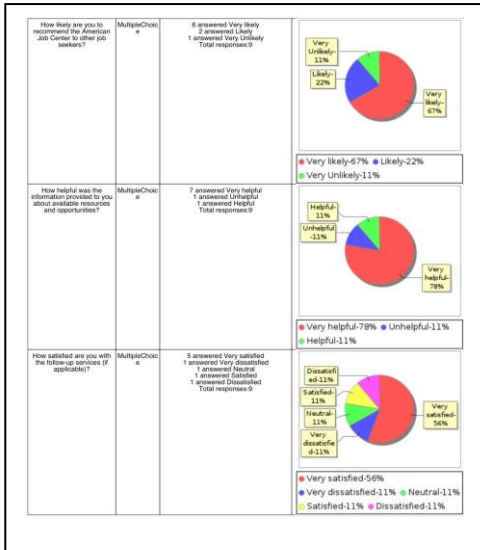 How likely are you to
recommend the American
Job Center to other job
seekers?
MultipleChoic
e
6 answered Very likely
2 answered Likely
1 answered Very Unlikely
Total responses:9
Very
Unlikely-
11%
Likely-
22%
Very
likely-
67%
Very likely-67% Likely-22%
Very Unlikely-11%
How helpful was the
information provided to you
about available resources
and opportunities?
MultipleChoic
e
7 answered Very helpful
1 answered Unhelpful
1 answered Helpful
Total responses:9
Helpful-
11%
Unhelpful
-11%
Very
helpful-
78%
Very helpful-78% Unhelpful-11%
Helpful-11%
How satisfied are you with
the follow-up services (if
applicable)?
MultipleChoic
e
5 answered Very satisfied
1 answered Very dissatisfied
1 answered Neutral
1 answered Satisfied
1 answered Dissatisfied
Total responses:9
Dissatisfi
ed-11%
Satisfied-
11%
Neutral-
11%
Very
dissatisfie
d-11%
Very
satisfied-
56%
Very satisfied-56%
Very dissatisfied-11% Neutral-11%
Satisfied-11% Dissatisfied-11%